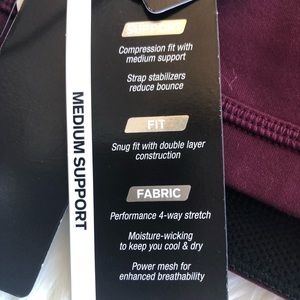 SUPPORT
Compression fit with
medium support
Strap stabilizers
reduce bounce
FIT
Snug fit with double layer
construction
FABRIC
Performance 4-way stretch
Moisture-wicking
to keep you cool & dry
Power mesh for
enhanced breathability
MEDIUM SUPPORT